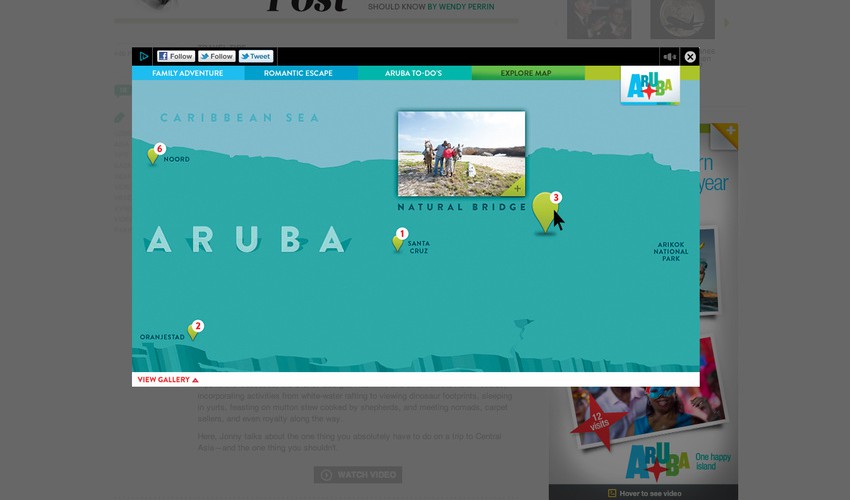 Post
SHOULD KNOW BY WENDY PERRIN
Follow
Follow
Tweet
FAMILY ADVENTURE
ROMANTIC ESCAPE
ARUBA TO-DO'S
EXPLORE MAP
ARUBA
CARIBBEAN SEA
6
NOORD
NATURAL BRIDGE
3
ARUBA
1
SANTA
CRUZ
ARIKOK
NATIONAL
PARK
2
ORANJESTAD
VIEW GALLERY
year
12
visits
ARUBA
One happy
island
Hover to see video
incorporating activities from white-water rafting to viewing dinosaur footprints, sleeping
in yurts, feasting on mutton stew cooked by shepherds, and meeting nomads, carpet
sellers, and even royalty along the way.
Here, Jonny talks about the one thing you absolutely have to do on a trip to Central
Asia—and the one thing you shouldn't.
WATCH VIDEO